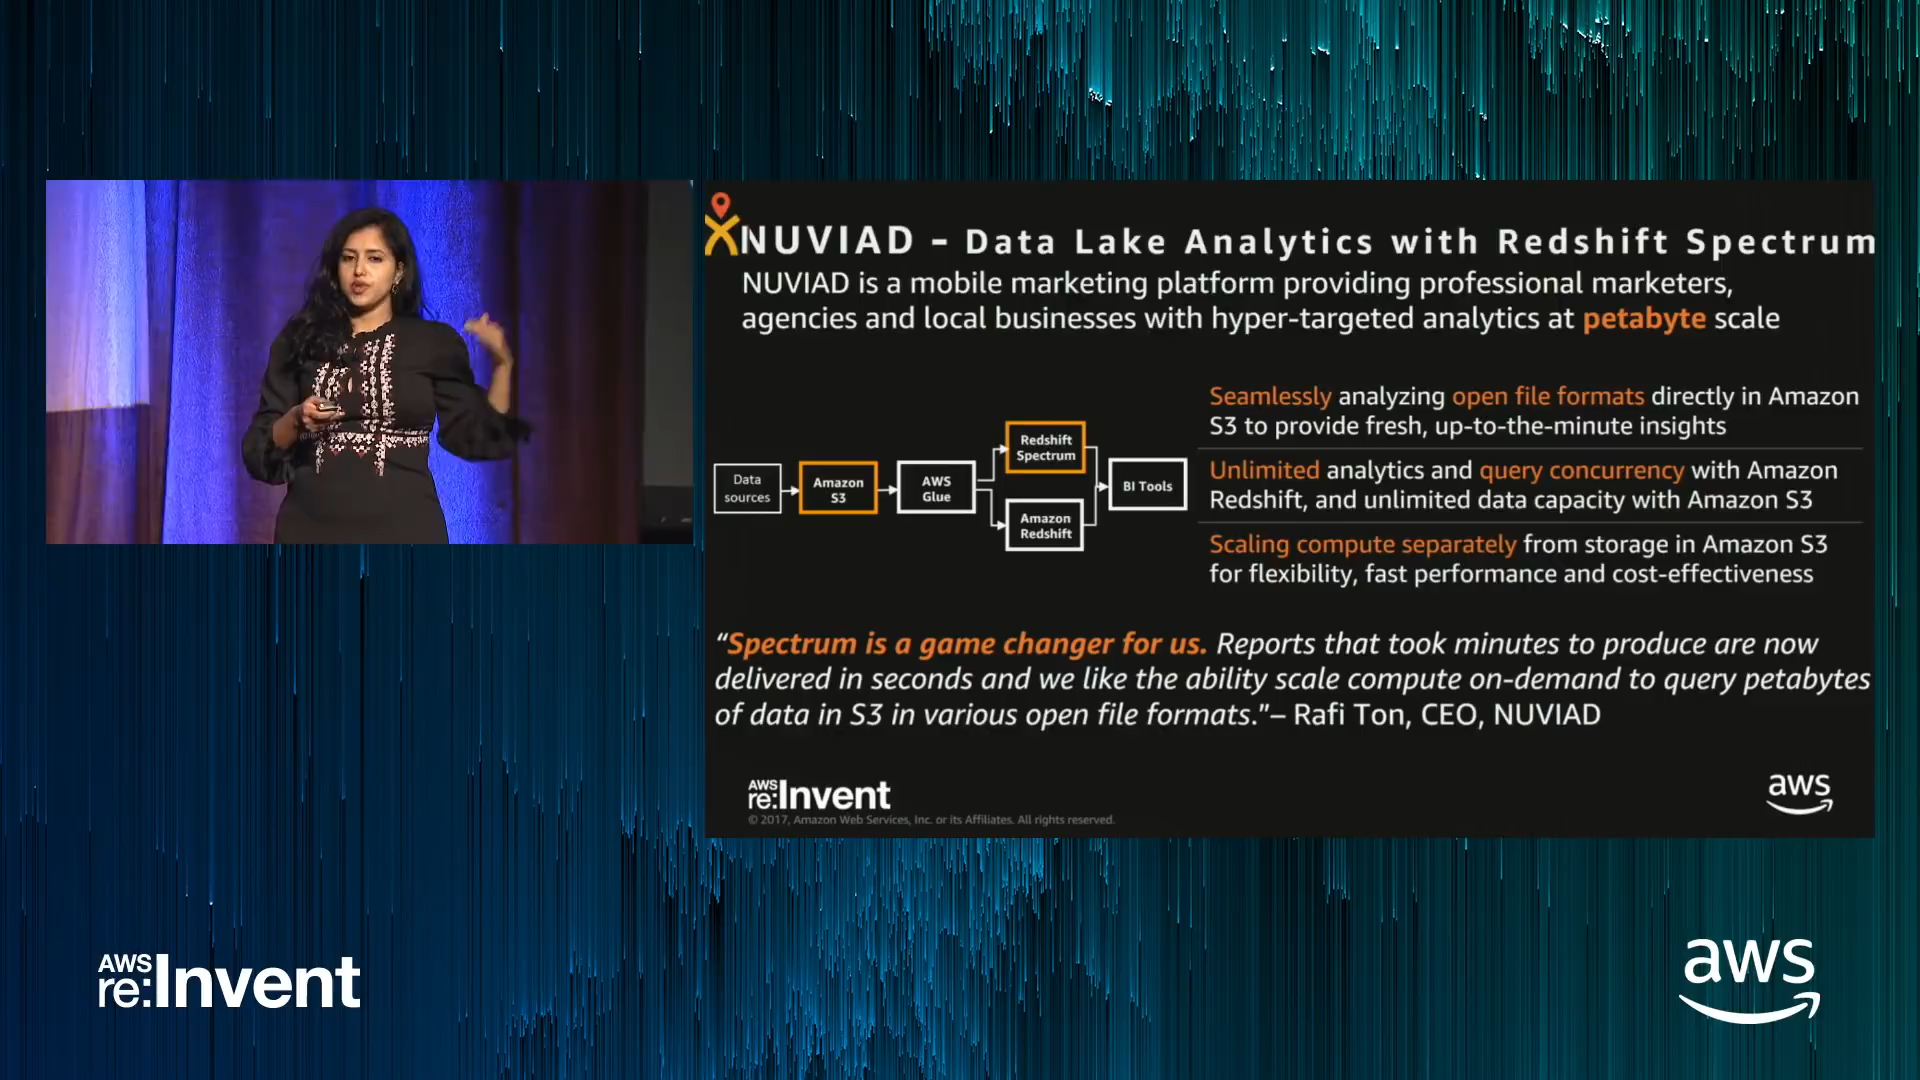 NUVIAD – Data Lake Analytics with Redshift Spectrum
NUVIAD is a mobile marketing platform providing professional marketers,
agencies and local businesses with hyper-targeted analytics at petabyte scale
Data
sources
Amazon
S3
AWS
Glue
Redshift
Spectrum
Amazon
Redshift
BI Tools
Seamlessly analyzing open file formats directly in Amazon
S3 to provide fresh, up-to-the-minute insights
Unlimited analytics and query concurrency with Amazon
Redshift, and unlimited data capacity with Amazon S3
Scaling compute separately from storage in Amazon S3
for flexibility, fast performance and cost-effectiveness
“Spectrum is a game changer for us. Reports that took minutes to produce are now
delivered in seconds and we like the ability scale compute on-demand to query petabytes
of data in S3 in various open file formats.”– Rafi Ton, CEO, NUVIAD
AWS
re:Invent
© 2017, Amazon Web Services, Inc. or its Affiliates. All rights reserved.
aws
AWS
re:Invent
aws